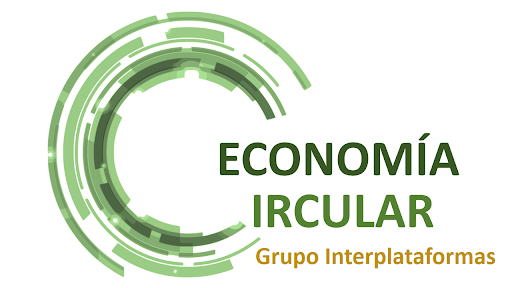 ECONOMÍA
IRCULAR
Grupo Interplataformas